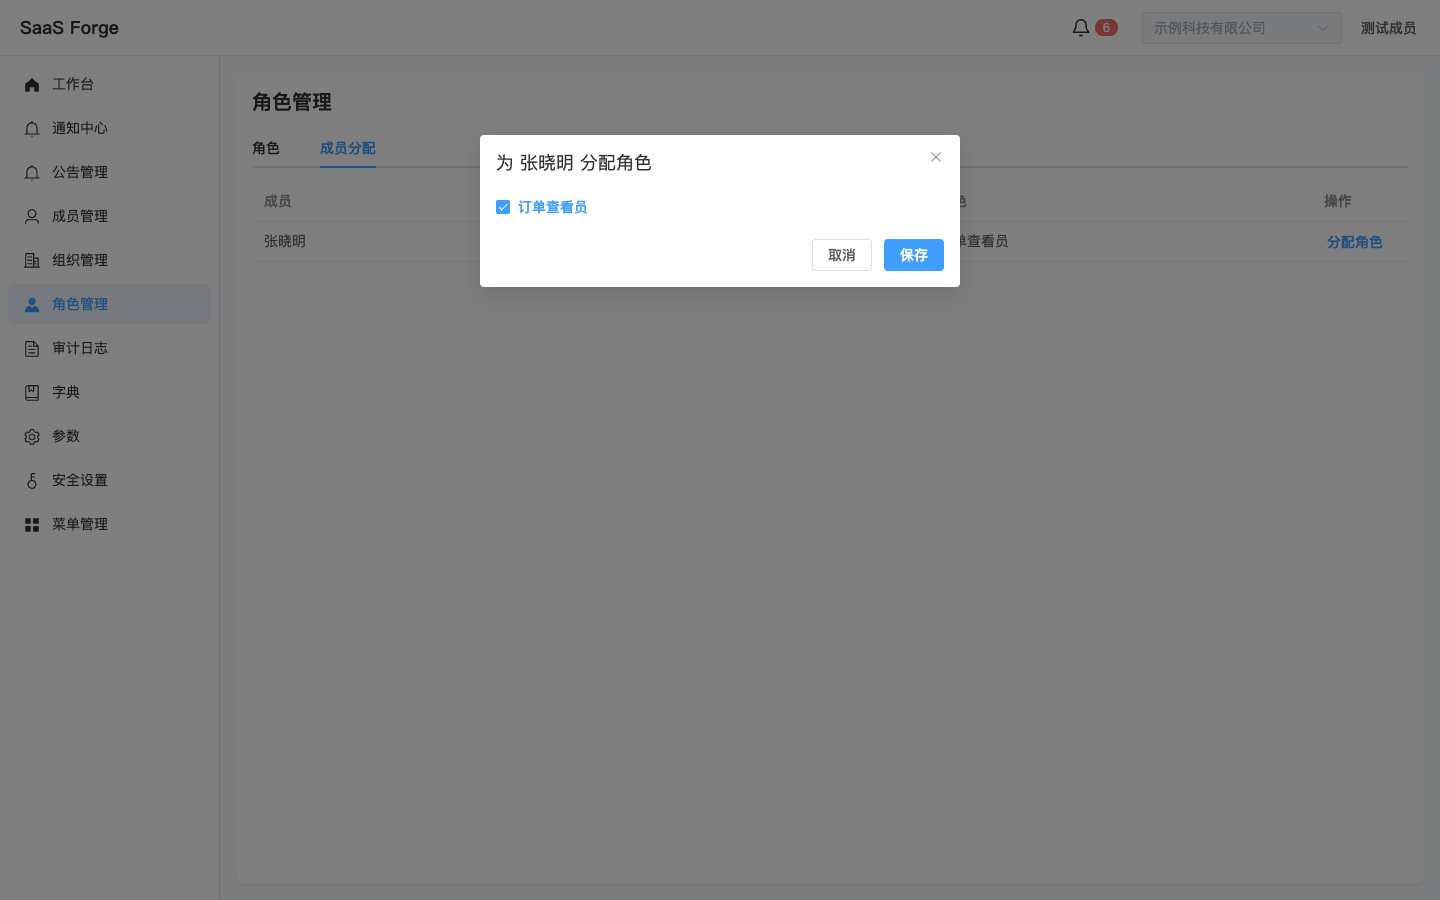 SaaS Forge
6
示例科技有限公司
测试成员
工作台
通知中心
公告管理
成员管理
组织管理
角色管理
审计日志
字典
参数
安全设置
菜单管理
角色管理
角色 成员分配
成员 操作
张晓明 单查看员 分配角色
为 张晓明 分配角色
订单查看员
取消 保存